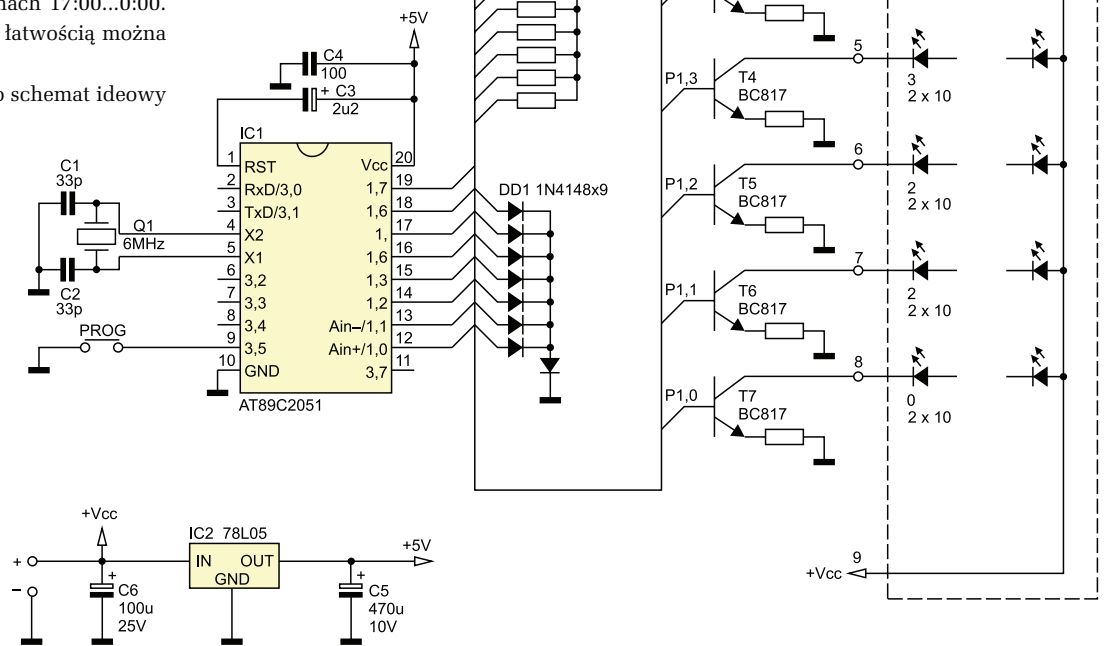 nach 17:00...0:00.
łatwością można
o schemat ideowy
+5V
C4
100
+ C3
2u2
IC1
1 RST
2 RxD/3,0
3 TxD/3,1
4 X2
5 X1
6 3,2
7 3,3
8 3,4
9 3,5
10 GND
Vcc 20
1,7 19
1,6 18
1, 17
1,6 16
1,3 15
1,2 14
Ain–/1,1 13
Ain+/1,0 12
3,7 11
AT89C2051
C1
33p
Q1
6MHz
C2
33p
PROG
DD1 1N4148x9
5
P1,3
T4
BC817
3
2 x 10
6
P1,2
T5
BC817
2
2 x 10
7
P1,1
T6
BC817
2
2 x 10
8
P1,0
T7
BC817
0
2 x 10
9
+Vcc
+Vcc
IC2 78L05
IN OUT
GND
+5V
+
–
+
C6
100u
25V
+
C5
470u
10V